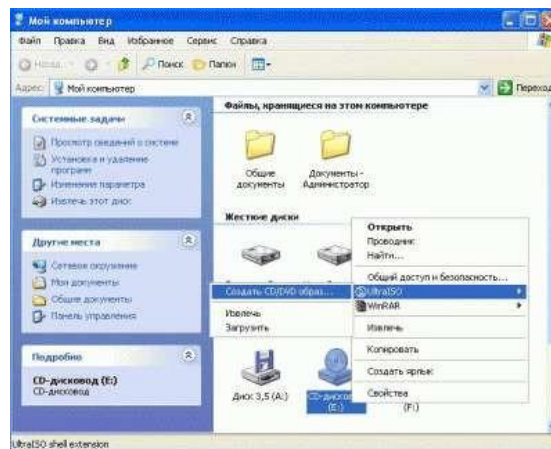 Мой компьютер
Файл Правка Вид Избранное Сервис Справка
Назад Поиск Папки
Адрес: Мой компьютер Переход
Системные задачи
Просмотр сведений о системе
Установка и удаление
программ
Изменение параметра
Извлечь этот диск
Другие места
Сетевое окружение
Мои документы
Общие документы
Панель управления
Подробно
CD-дисковод (E:)
CD-дисковод
Файлы, хранящиеся на этом компьютере
Общие
документы
Документы -
Администратор
Жесткие диски
Открыть
Проводник
Найти...
Общий доступ и безопасность...
UltraISO
WinRAR
Извлечь
Копировать
Создать ярлык
Свойства
Создать CD/DVD образ...
Извлечь
Загрузить
Диск 3,5 (A:)
CD-дисковод
(E:)
(F:)
UltraISO shell extension